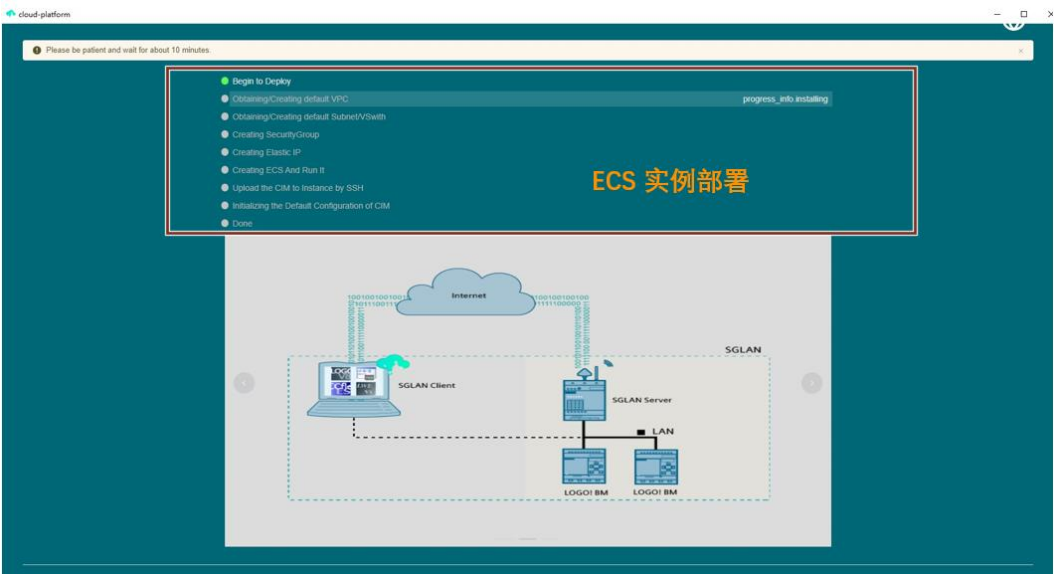 cloud-platform
Please be patient and wait for about 10 minutes.
Begin to Deploy
Obtaining/Creating default VPC
progress_info.installing
Obtaining/Creating default Subnet/VSwith
Creating SecurityGroup
Creating Elastic IP
Creating ECS And Run It
Upload the CIM to Instance by SSH
Initializing the Default Configuration of CIM
Done
ECS 实例部署
Internet
SGLAN
SGLAN Client
SGLAN Server
LAN
LOGO! BM
LOGO! BM